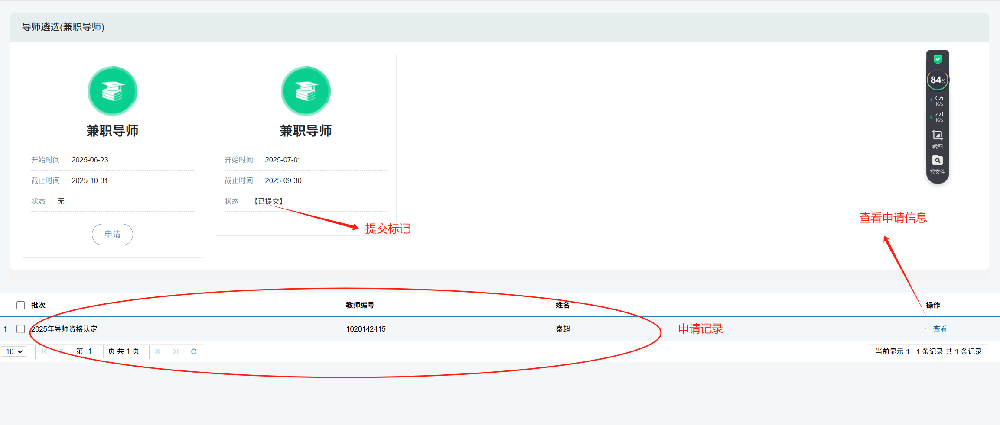 导师遴选(兼职导师)
兼职导师
开始时间 2025-06-23
截止时间 2025-10-31
状态 无
申请
兼职导师
开始时间 2025-07-01
截止时间 2025-09-30
状态 【已提交】
提交标记
84%
0.6
K/s
2.0
K/s
截图
找文件
查看申请信息
批次 教师编号 姓名 操作
1 2025年导师资格认定 1020142415 秦超 查看
申请记录
10 第 1 页 共 1 页 当前显示 1 - 1 条记录 共 1 条记录